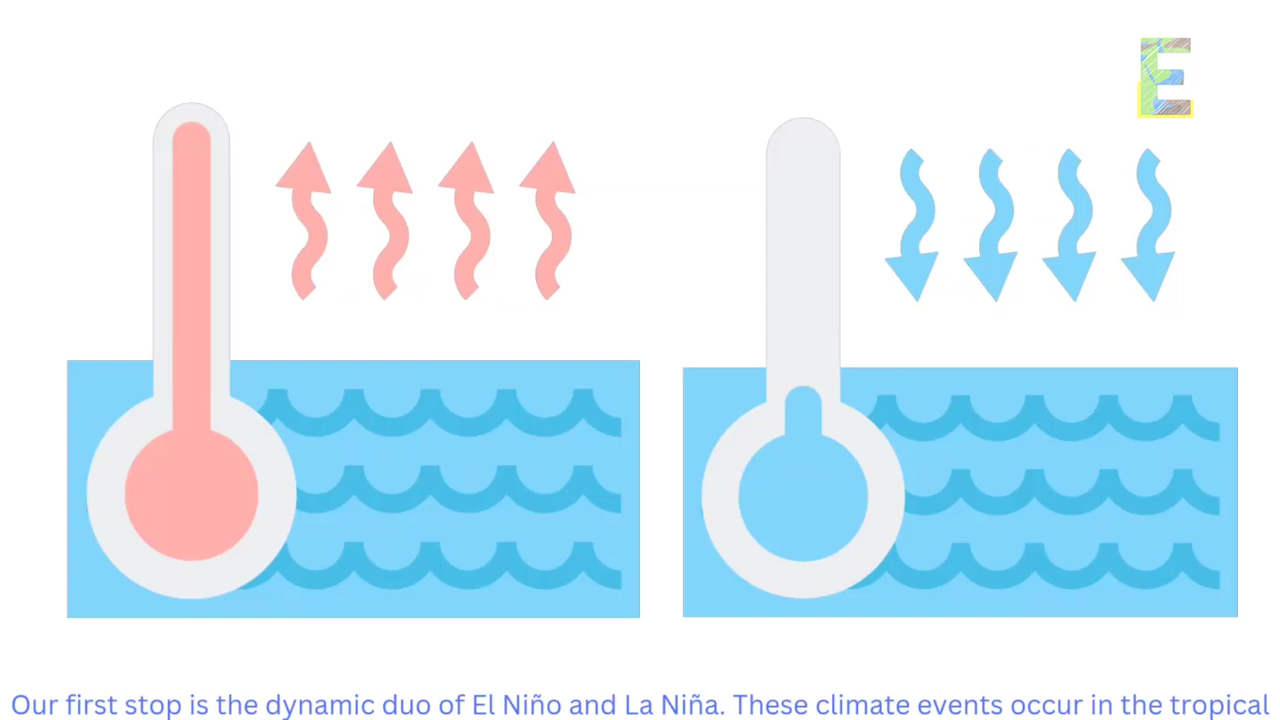 E
Our first stop is the dynamic duo of El Niño and La Niña. These climate events occur in the tropical